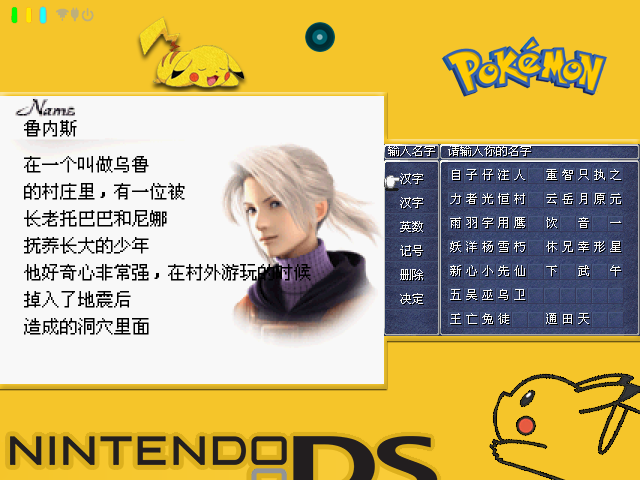 POKéMON
Name
鲁内斯
在一个叫做乌鲁
的村庄里，有一位被
长老托巴巴和尼娜
抚养长大的少年
他好奇心非常强，在村外游玩的时候
掉入了地震后
造成的洞穴里面
输入名字
请输入你的名字
汉字
汉字
英数
记号
删除
决定
自子仔注人 重智只执之
力者光恒村 云岳月原元
雨羽宇用鹰 饮音一
妖洋杨雪朽 休兄幸形星
新心小先仙 下武午
五吴巫乌卫
王亡免徒 通田天
NINTENDO DS